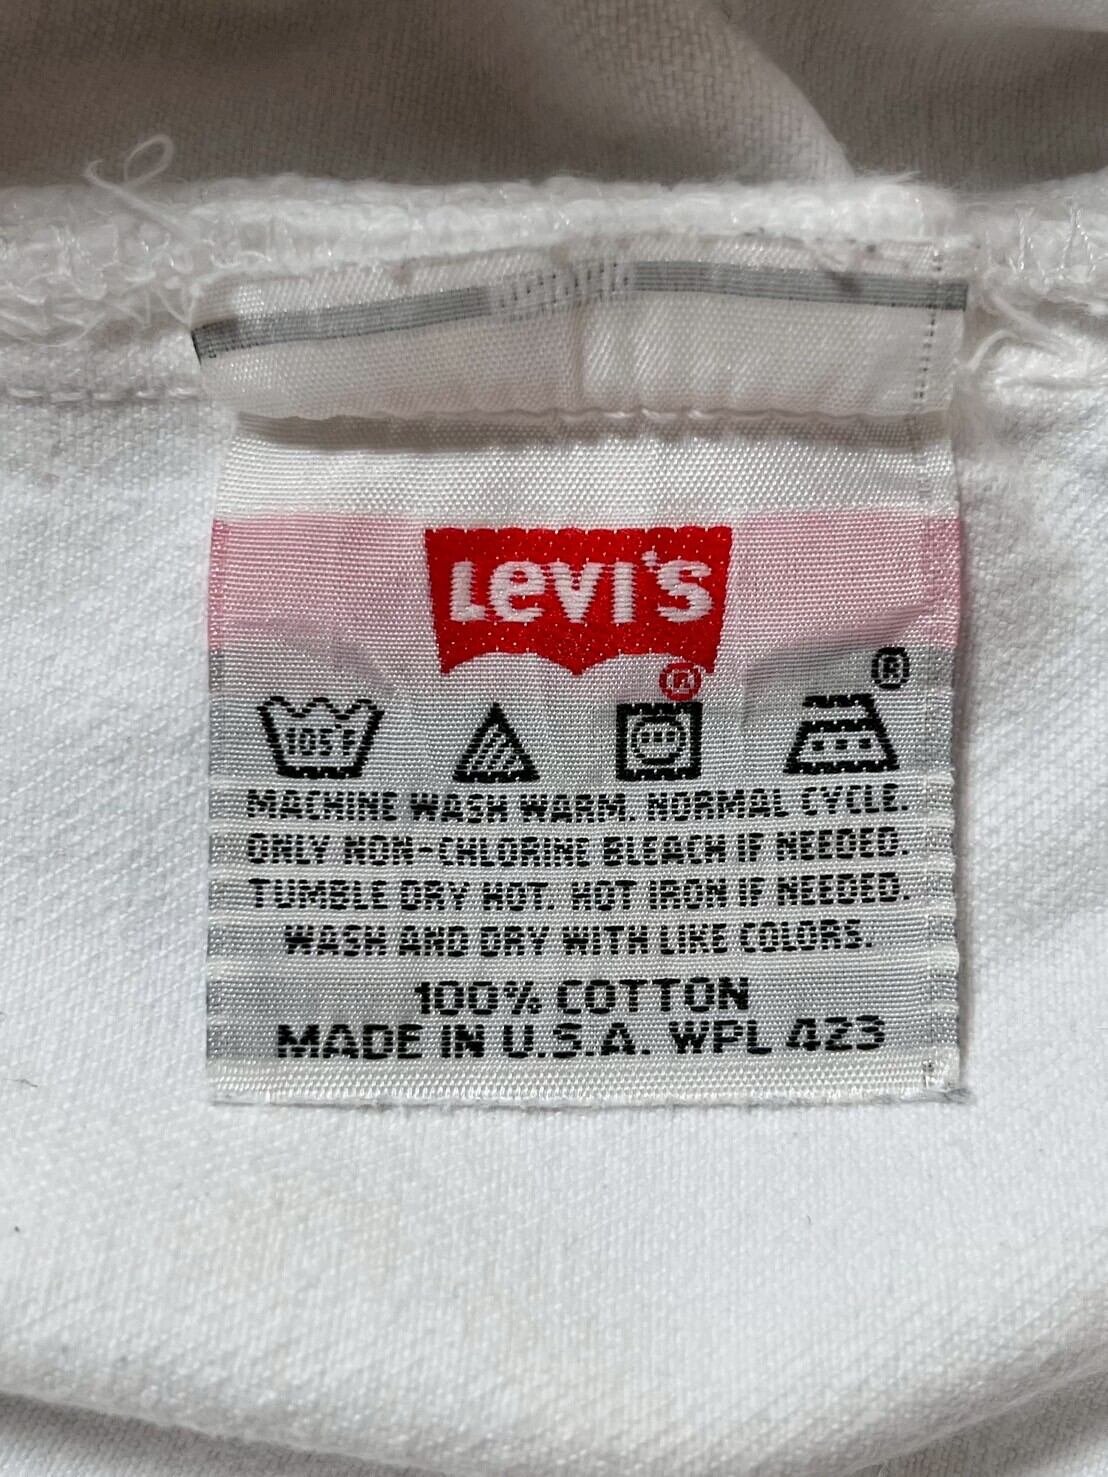 Levi's
®
®
105°F
MACHINE WASH WARM. NORMAL CYCLE.
ONLY NON-CHLORINE BLEACH IF NEEDED.
TUMBLE DRY HOT. HOT IRON IF NEEDED.
WASH AND DRY WITH LIKE COLORS.
100% COTTON
MADE IN U.S.A. WPL 423